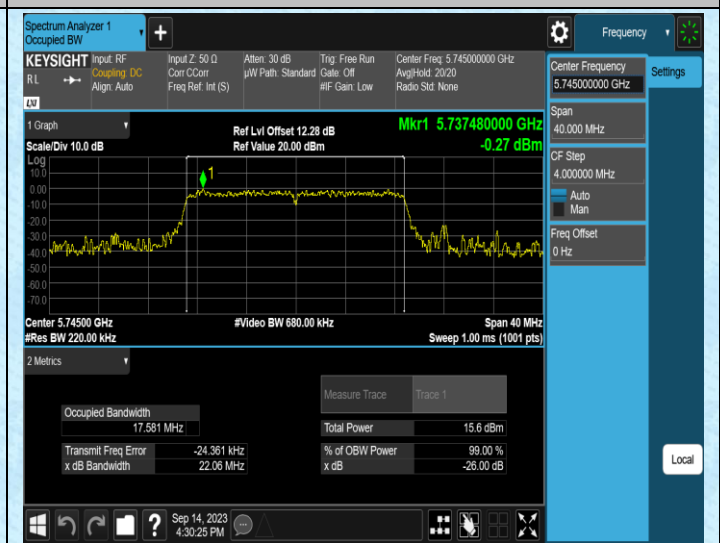 Spectrum Analyzer 1
Occupied BW
+
Frequency
KEYSIGHT
R L
LXI
Input: RF
Coupling: DC
Align: Auto
Input Z: 50 Ω
Corr CCorr
Freq Ref: Int (S)
Atten: 30 dB
µW Path: Standard
Trig: Free Run
Gate: Off
#IF Gain: Low
Center Freq: 5.745000000 GHz
Avg|Hold: 20/20
Radio Std: None
Center Frequency
5.745000000 GHz
Settings
Span
40.000 MHz
CF Step
4.000000 MHz
Auto
Man
Freq Offset
0 Hz
1 Graph
Scale/Div 10.0 dB
Ref Lvl Offset 12.28 dB
Ref Value 20.00 dBm
Mkr1 5.737480000 GHz
-0.27 dBm
Log
10.0
0.00
-10.0
-20.0
-30.0
-40.0
-50.0
-60.0
-70.0
1
Center 5.74500 GHz
#Res BW 220.00 kHz
#Video BW 680.00 kHz
Span 40 MHz
Sweep 1.00 ms (1001 pts)
2 Metrics
Measure Trace
Trace 1
Occupied Bandwidth
17.581 MHz
Total Power 15.6 dBm
Transmit Freq Error -24.361 kHz
% of OBW Power 99.00 %
x dB Bandwidth 22.06 MHz
x dB -26.00 dB
Local
?
Sep 14, 2023
4:30:25 PM